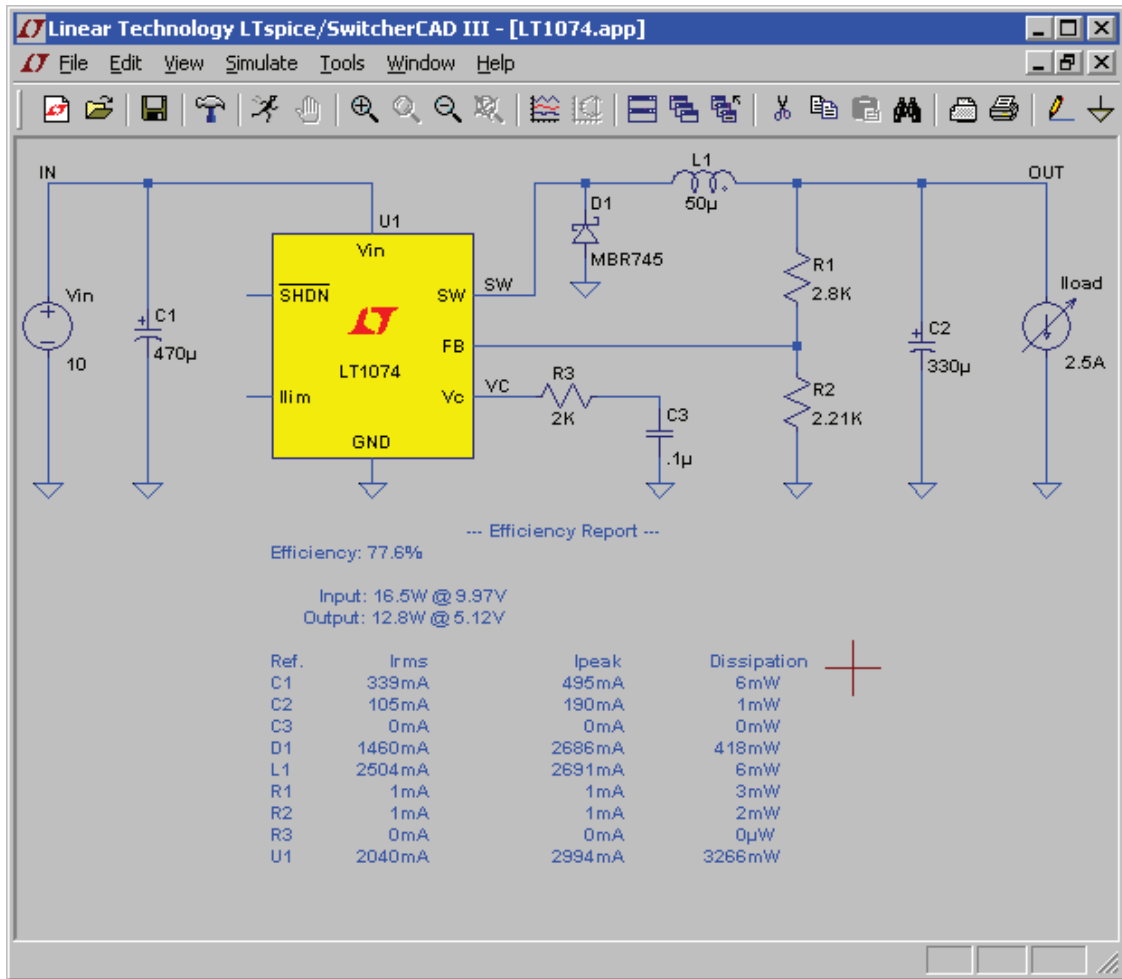 Linear Technology LTspice/SwitcherCAD III - [LT1074.app]
File Edit View Simulate Tools Window Help
IN
OUT
L1
50µ
U1
D1
MBR745
Vin
SHDN
SW
SW
R1
2.8K
Iload
Vin
10
C1
470µ
LT1074
FB
C2
330µ
2.5A
Ilim
Vc
VC
R3
2K
C3
.1µ
R2
2.21K
GND
--- Efficiency Report ---
Efficiency: 77.6%
Input: 16.5W @ 9.97V
Output: 12.8W @ 5.12V
Ref. Irms Ipeak Dissipation
C1 339mA 495mA 6mW
C2 105mA 190mA 1mW
C3 0mA 0mA 0mW
D1 1460mA 2686mA 418mW
L1 2504mA 2691mA 6mW
R1 1mA 1mA 3mW
R2 1mA 1mA 2mW
R3 0mA 0mA 0µW
U1 2040mA 2994mA 3266mW